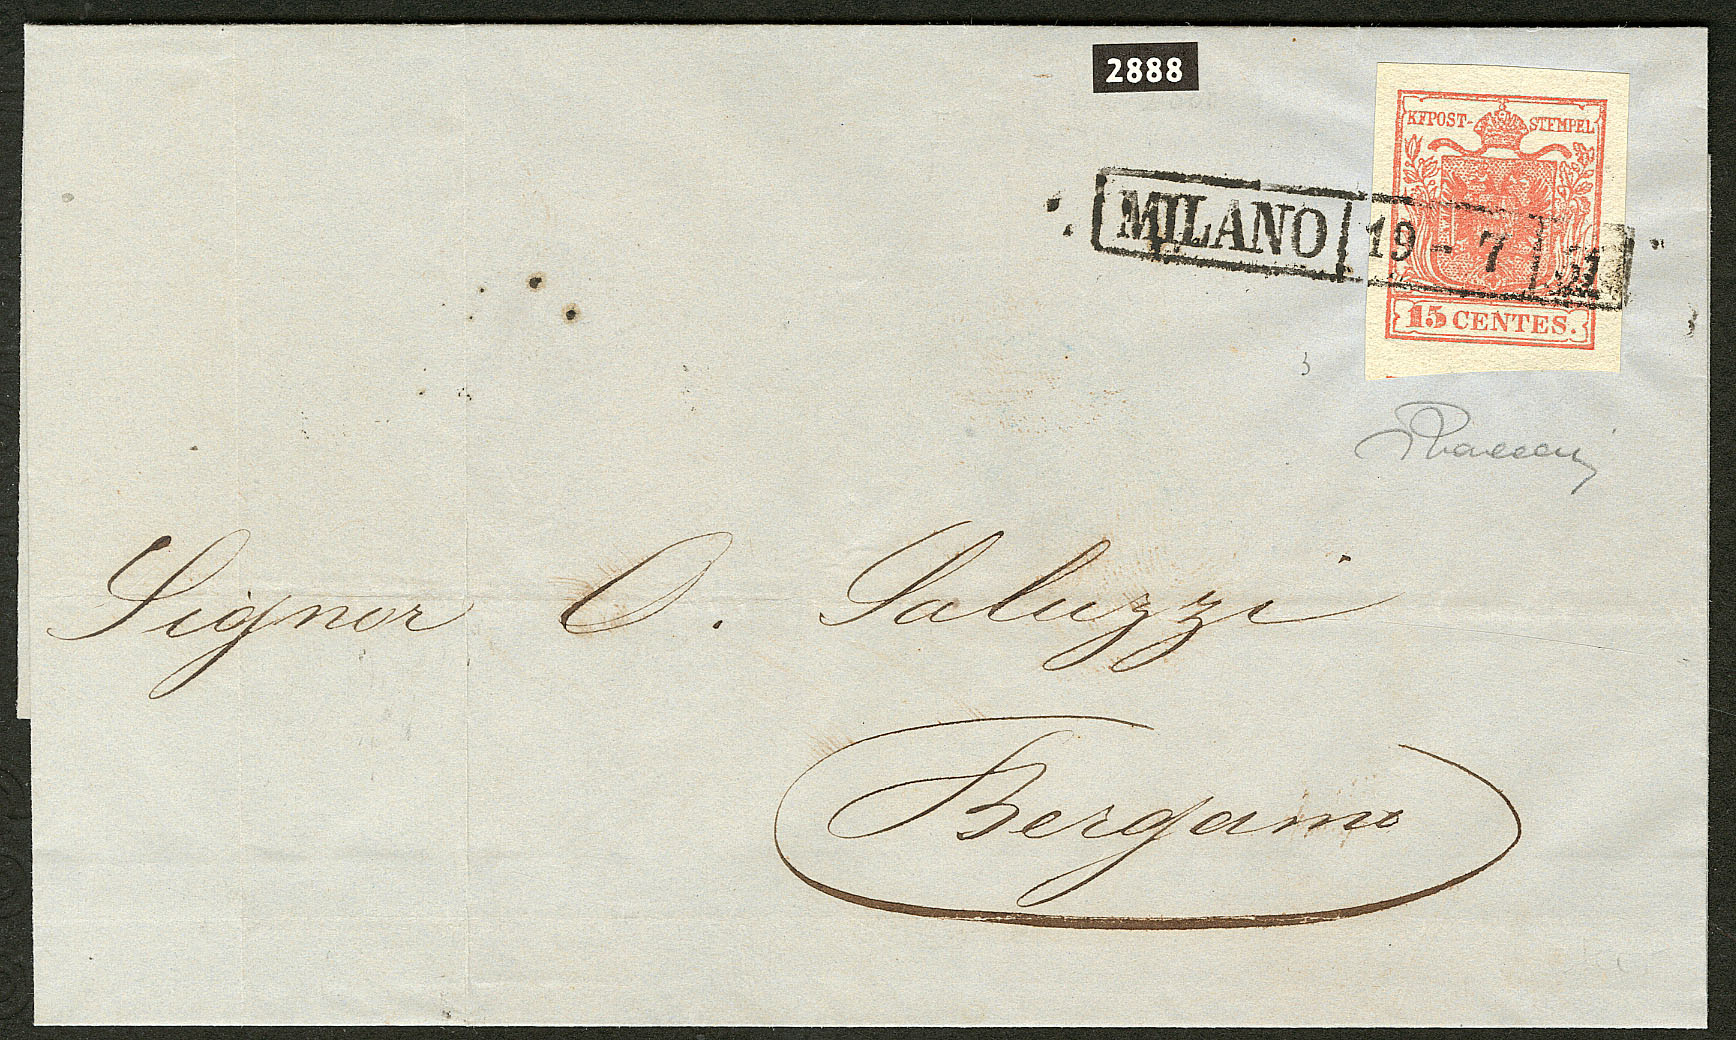 2888
KKPOST-STEMPEL
MILANO 19 - 7
15 CENTES.
Signor O. Saluzzi
Bergamo